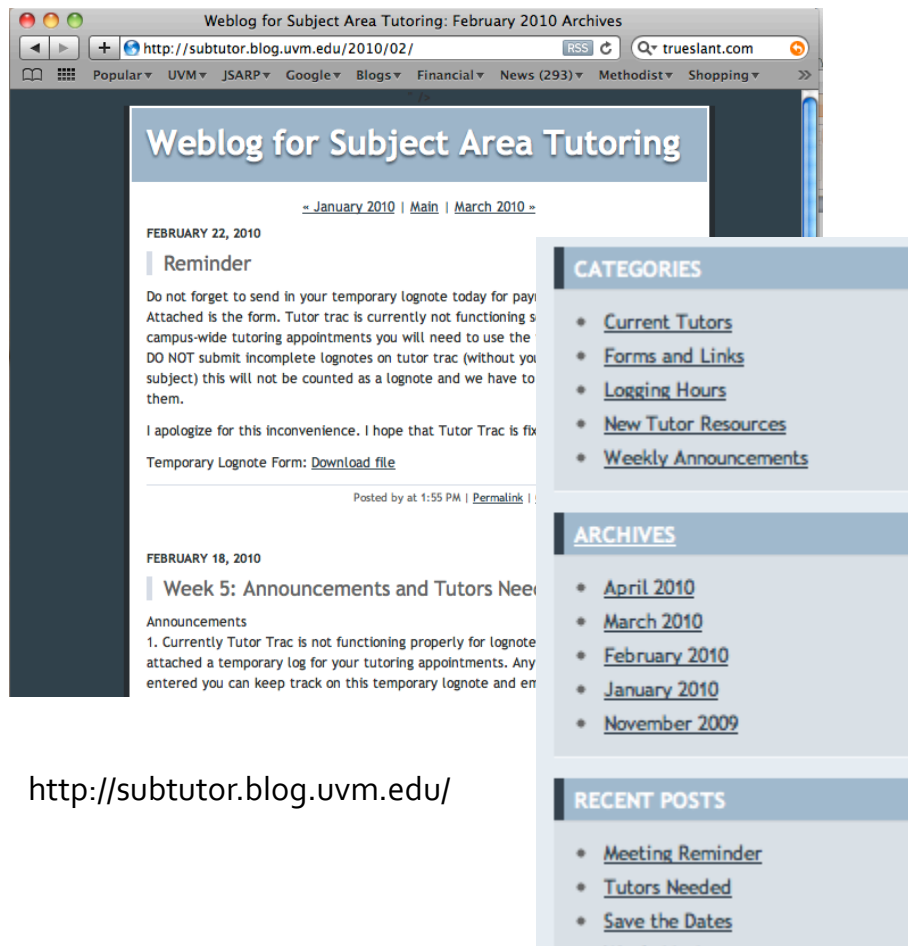 Weblog for Subject Area Tutoring: February 2010 Archives
http://subtutor.blog.uvm.edu/2010/02/
RSS
trueslant.com
Popular UVM JSARP Google Blogs Financial News (293) Methodist Shopping »
" />
Weblog for Subject Area Tutoring
« January 2010 | Main | March 2010 »
FEBRUARY 22, 2010
Reminder
Do not forget to send in your temporary lognote today for
Attached is the form. Tutor trac is currently not functioning
campus-wide tutoring appointments you will need to use the
DO NOT submit incomplete lognotes on tutor trac (without
subject) this will not be counted as a lognote and we have to
them.
I apologize for this inconvenience. I hope that Tutor Trac is
Temporary Lognote Form: Download file
Posted by at 1:55 PM | Permalink |
FEBRUARY 18, 2010
Week 5: Announcements and Tutors
Announcements
1. Currently Tutor Trac is not functioning properly for
attached a temporary log for your tutoring appointments. Any
entered you can keep track on this temporary lognote and
CATEGORIES
Current Tutors
Forms and Links
Logging Hours
New Tutor Resources
Weekly Announcements
ARCHIVES
April 2010
March 2010
February 2010
January 2010
November 2009
RECENT POSTS
Meeting Reminder
Tutors Needed
Save the Dates
http://subtutor.blog.uvm.edu/